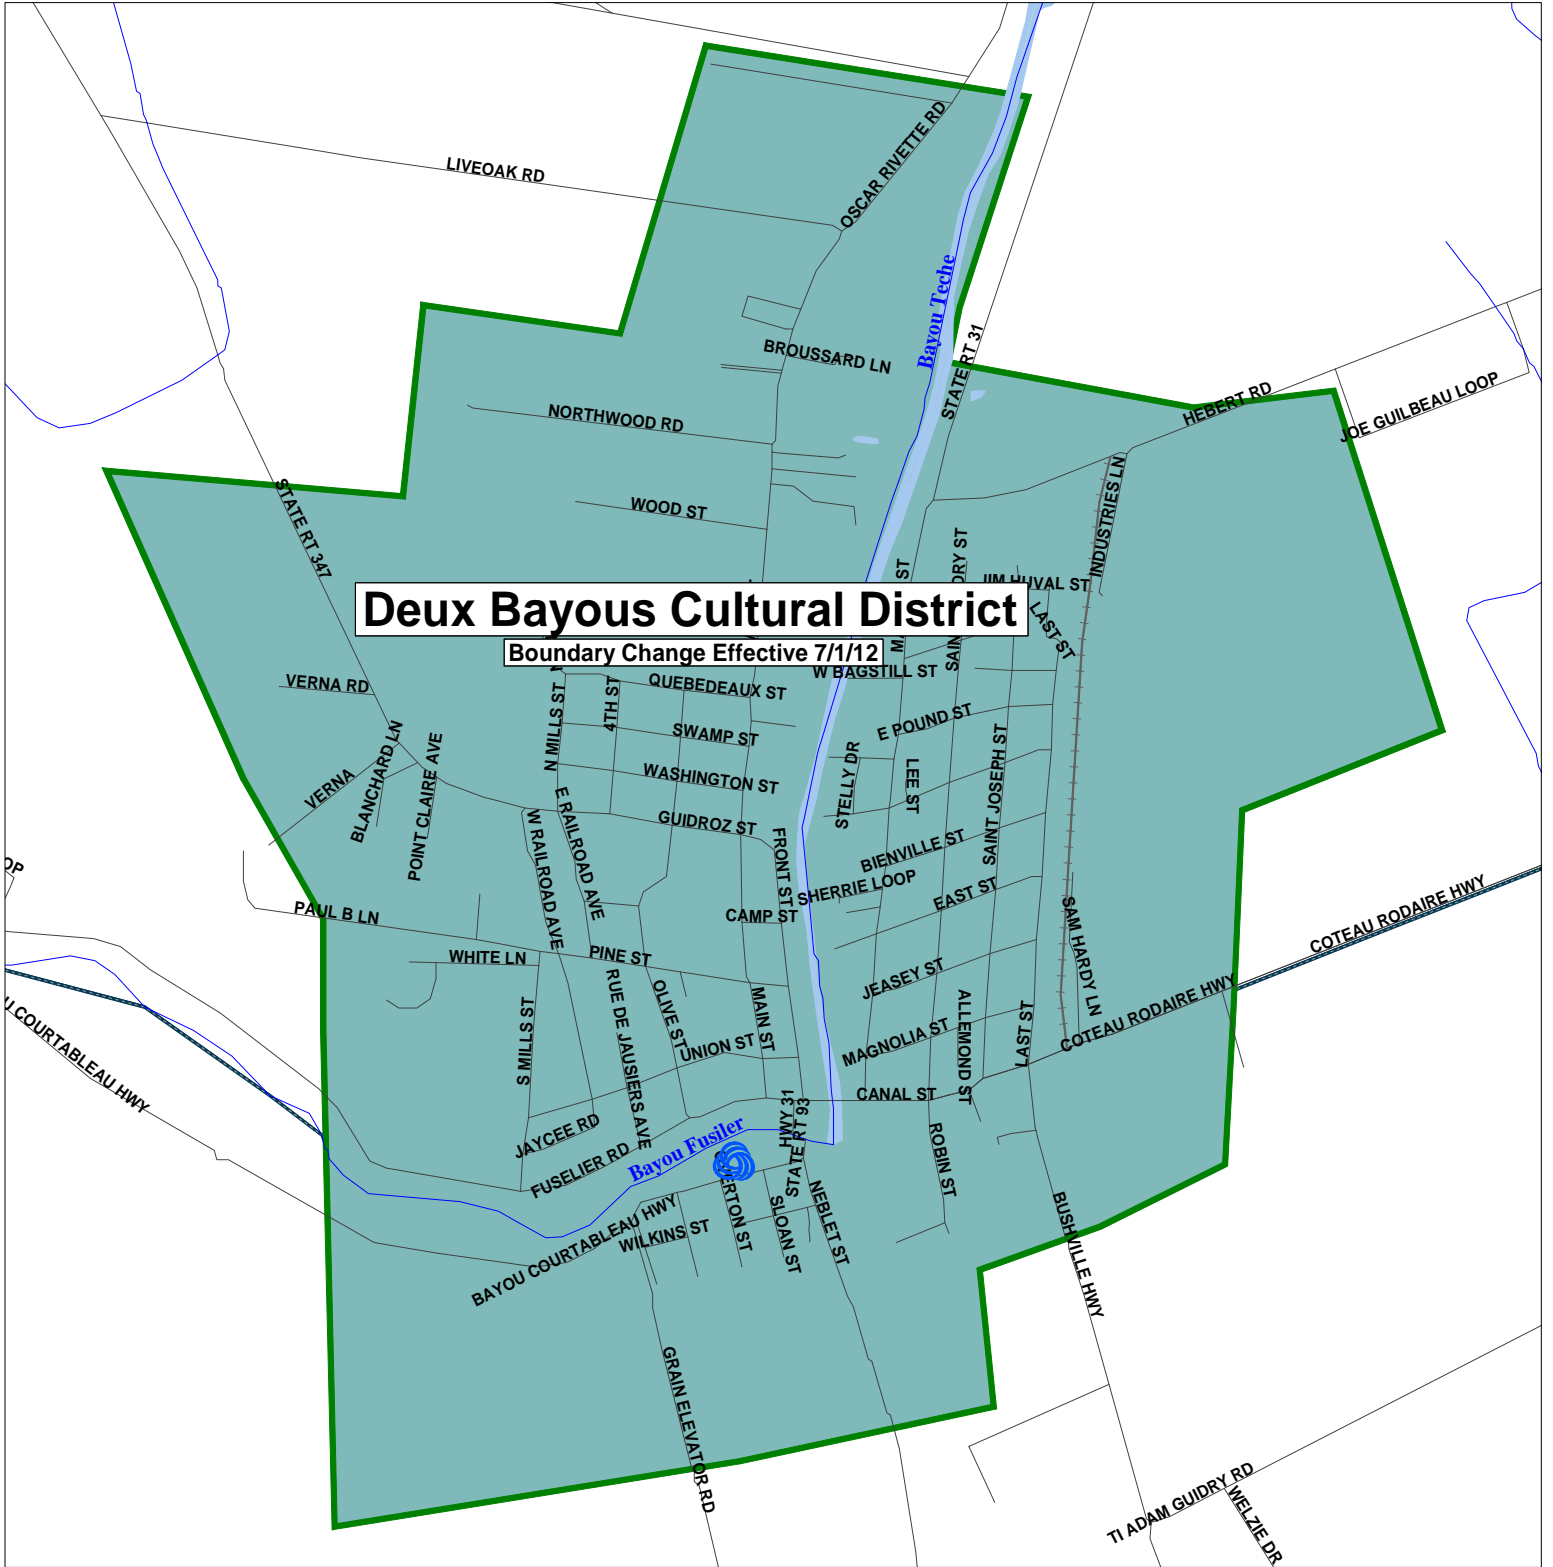 LIVEOAK RD
OSCAR RIVETTE RD
Bayou Teche
STATE RT 31
BROUSSARD LN
HEBERT RD
JOE GUILBEAU LOOP
NORTHWOOD RD
INDUSTRIES LN
STATE RT 347
WOOD ST
JIM HUVAL ST
Deux Bayous Cultural District
LAST ST
Boundary Change Effective 7/1/12
W BAGSTILL ST
VERNA RD
QUEBEDEAUX ST
N MILLS ST
4TH ST
E POUND ST
SWAMP ST
BLANCHARD LN
POINT CLAIRE AVE
VERNA
WASHINGTON ST
STELLY DR
LEE ST
SAINT JOSEPH ST
GUIDROZ ST
E RAILROAD AVE
W RAILROAD AVE
FRONT ST
BIENVILLE ST
SHERRIE LOOP
EAST ST
PAUL B LN
CAMP ST
SAM HARDY LN
COTEAU RODAIRE HWY
WHITE LN
PINE ST
JEASEY ST
COTEAU RODAIRE HWY
S MILLS ST
RUE DE JAUSIERS AVE
OLIVE ST
MAIN ST
UNION ST
MAGNOLIA ST
ALLEMOND ST
LAST ST
U COURTABLEAU HWY
CANAL ST
JAYCEE RD
HWY 31
STATE RT 93
FUSELIER RD
Bayou Fusiler
ROBIN ST
BAYOU COURTABLEAU HWY
WILKINS ST
SLOAN ST
NEBLET ST
BUSHVILLE HWY
GRAIN ELEVATOR RD
TI ADAM GUIDRY RD
WELZIE DR